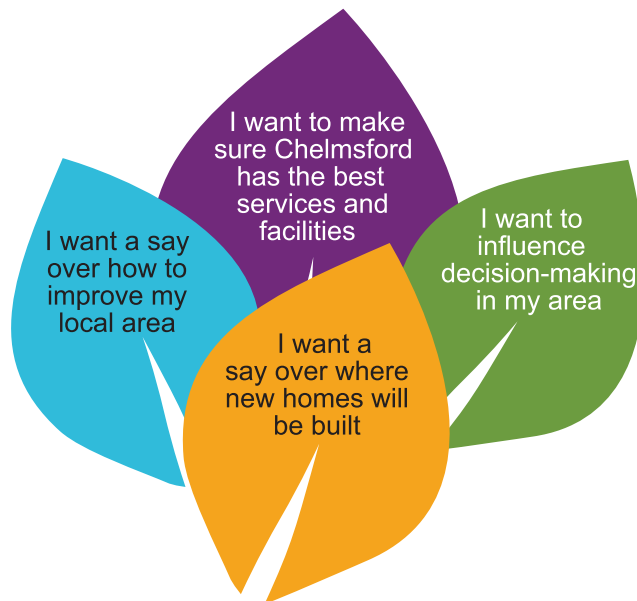 I want to make
sure Chelmsford
has the best
services and
facilities
I want a say
over how to
improve my
local area
I want to
influence
decision-making
in my area
I want a
say over where
new homes will
be built